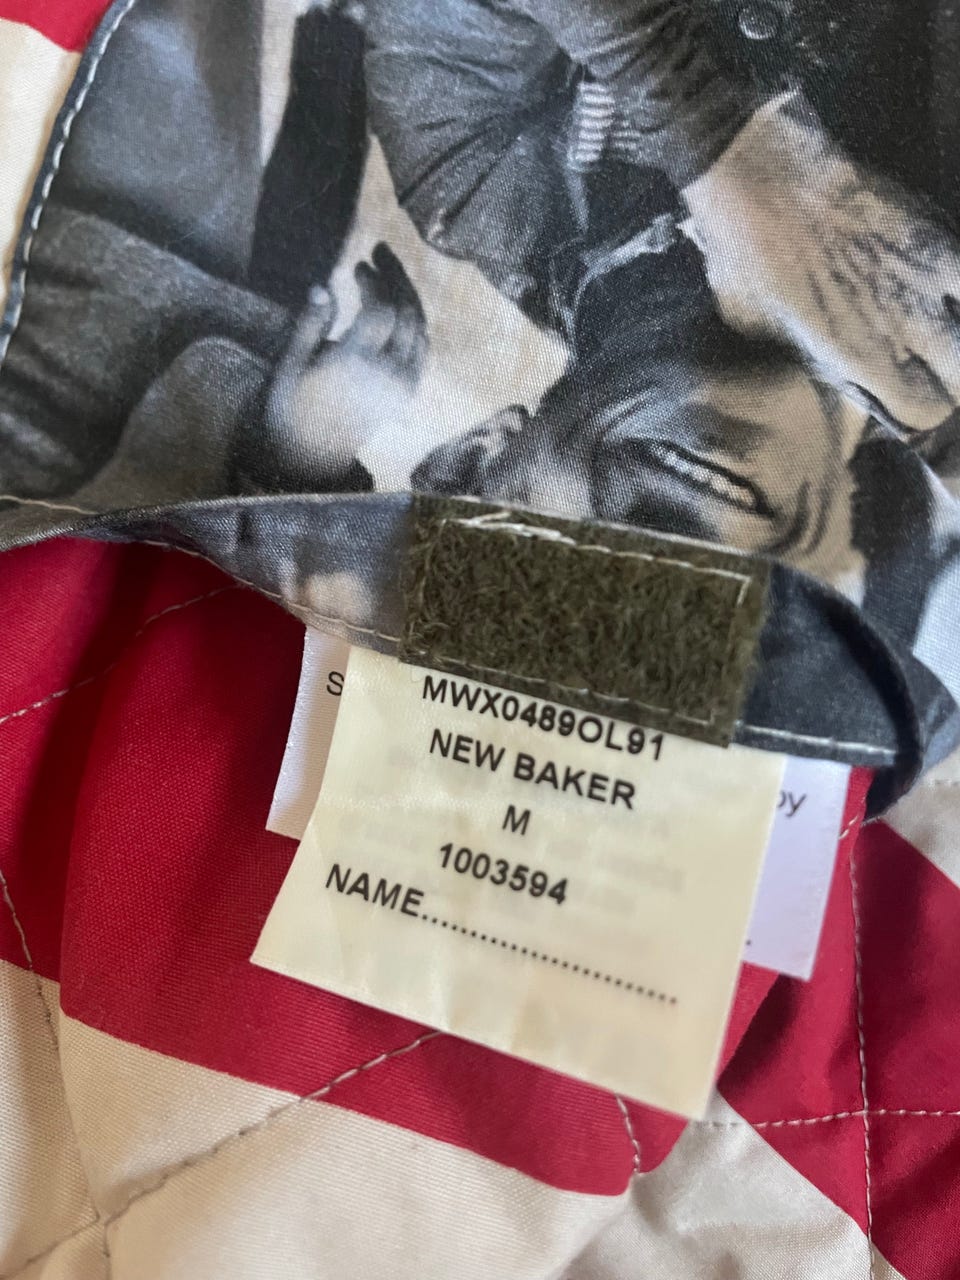 MWX0489OL91
NEW BAKER
M
1003594
NAME..............................